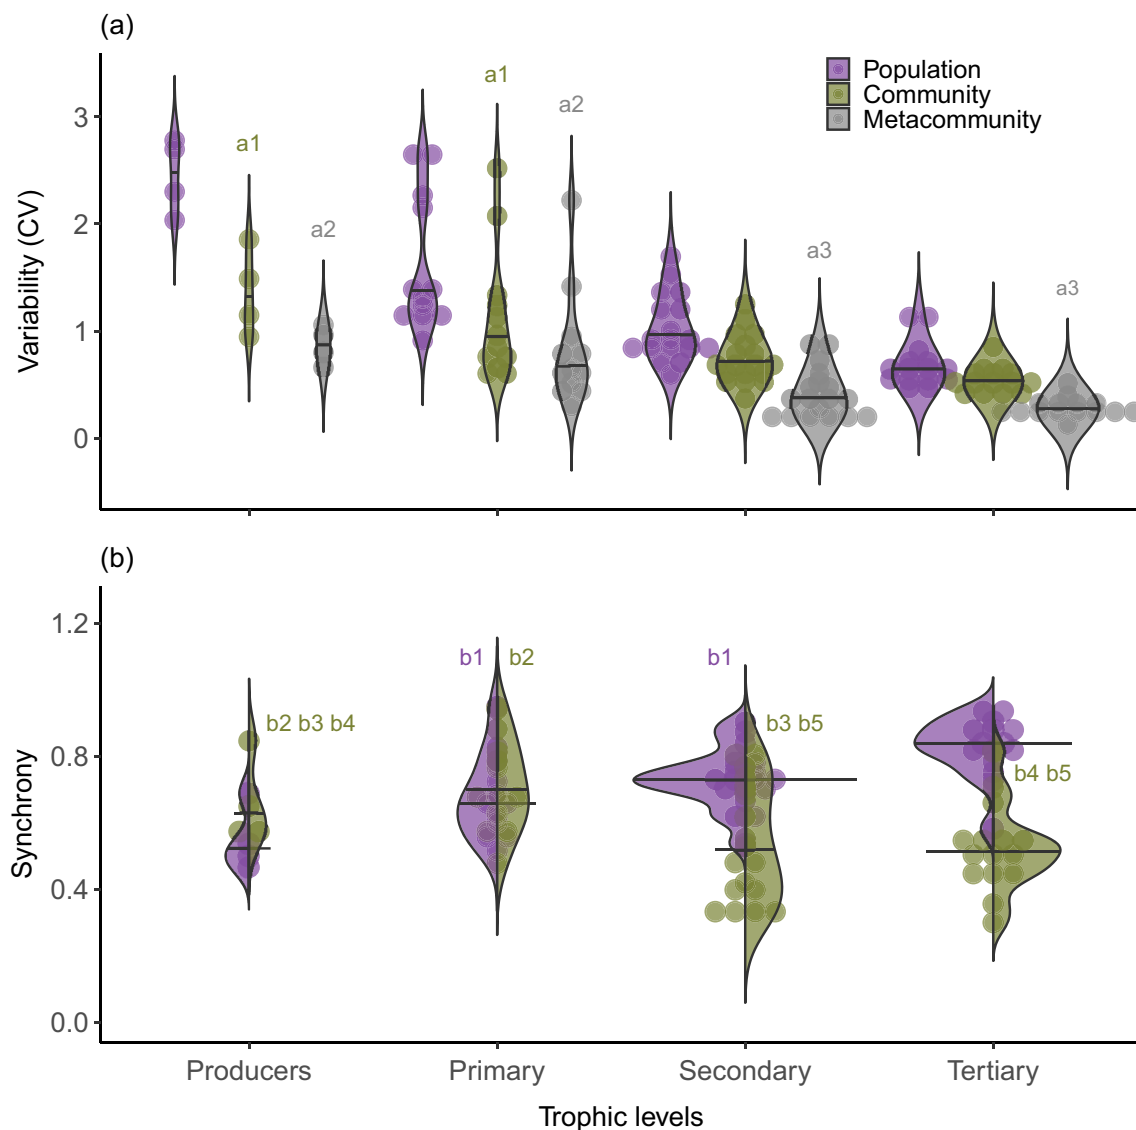 (a)
Population
Community
Metacommunity
Variability (CV)
3
2
1
0
a1
a2
a1
a2
a3
a3
(b)
Synchrony
1.2
0.8
0.4
0.0
b2 b3 b4
b1
b2
b1
b3 b5
b4 b5
Producers
Primary
Secondary
Tertiary
Trophic levels